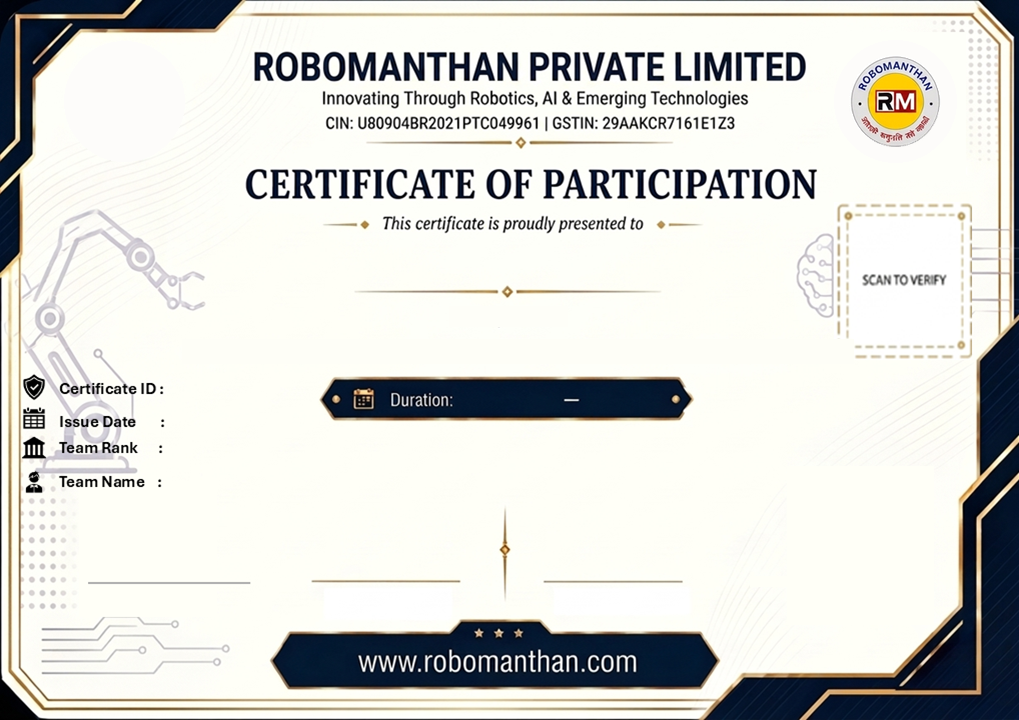 ROBOMANTHAN PRIVATE LIMITED
Innovating Through Robotics, AI & Emerging Technologies
CIN: U80904BR2021PTC049961 | GSTIN: 29AAKCR7161E1Z3
ROBOMANTHAN
RM
CERTIFICATE OF PARTICIPATION
This certificate is proudly presented to
SCAN TO VERIFY
Certificate ID :
Duration: —
Issue Date :
Team Rank :
Team Name :
www.robomanthan.com